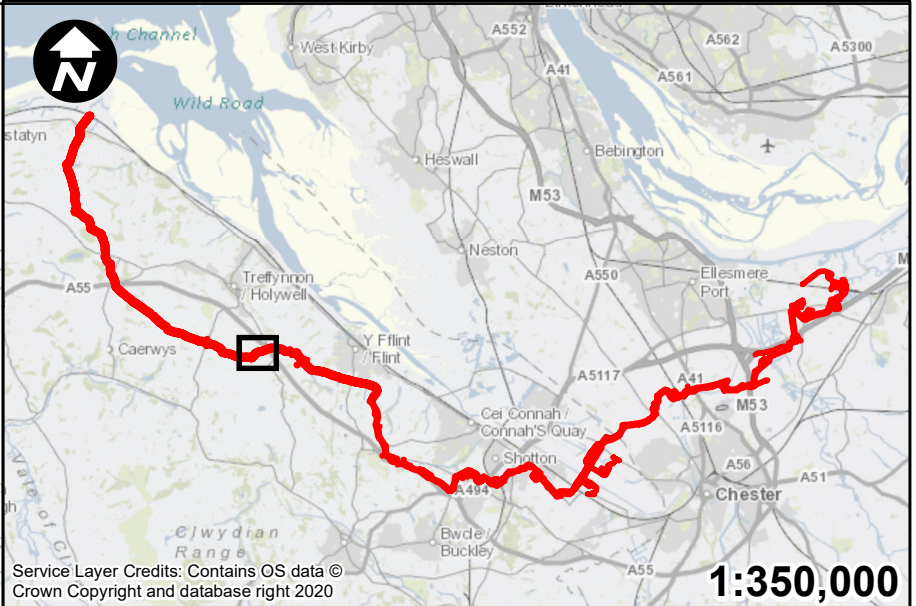 h Channel
West Kirby
A552
A41
A562
A5300
A561
N
Wild Road
statyn
Heswall
Bebington
M53
Neston
A550
Ellesmere
Port
M
Treffynnon
/ Holywell
A55
Caerwys
Y Fflint
/ Flint
A5117
A41
M53
Cei Connah /
Connah'S Quay
A5116
Shotton
A56
A51
A494
Chester
Clwydian
Range
Bwcle /
Buckley
A55
Service Layer Credits: Contains OS data ©
Crown Copyright and database right 2020
1:350,000